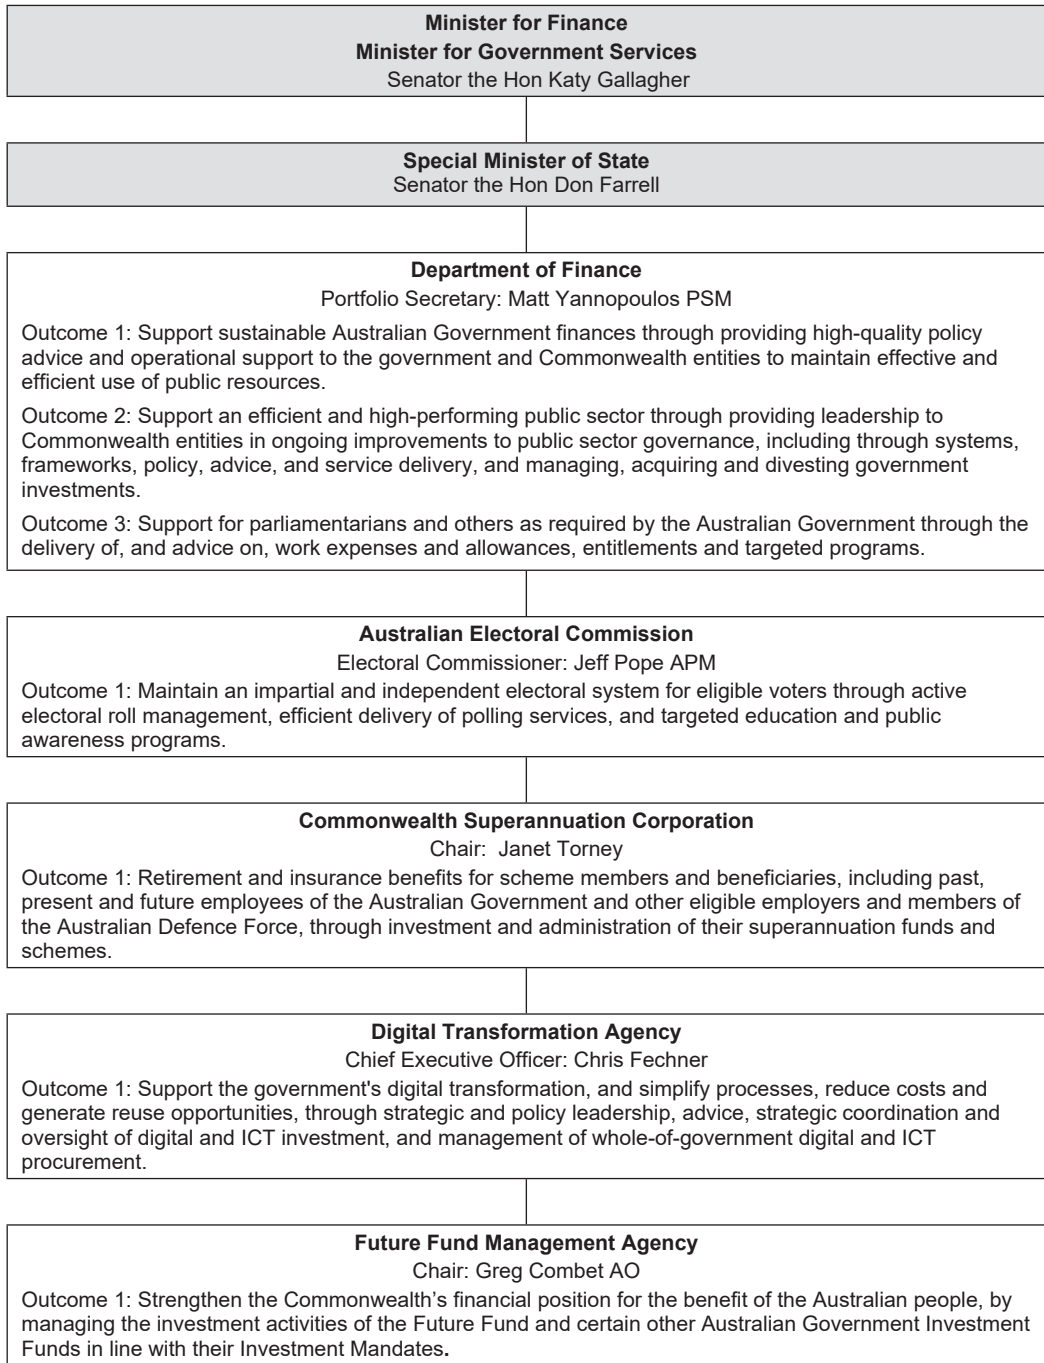 Minister for Finance
Minister for Government Services
Senator the Hon Katy Gallagher
Special Minister of State
Senator the Hon Don Farrell
Department of Finance
Portfolio Secretary: Matt Yannopoulos PSM
Outcome 1: Support sustainable Australian Government finances through providing high-quality policy
advice and operational support to the government and Commonwealth entities to maintain effective and
efficient use of public resources.
Outcome 2: Support an efficient and high-performing public sector through providing leadership to
Commonwealth entities in ongoing improvements to public sector governance, including through systems,
frameworks, policy, advice, and service delivery, and managing, acquiring and divesting government
investments.
Outcome 3: Support for parliamentarians and others as required by the Australian Government through the
delivery of, and advice on, work expenses and allowances, entitlements and targeted programs.
Australian Electoral Commission
Electoral Commissioner: Jeff Pope APM
Outcome 1: Maintain an impartial and independent electoral system for eligible voters through active
electoral roll management, efficient delivery of polling services, and targeted education and public
awareness programs.
Commonwealth Superannuation Corporation
Chair: Janet Torney
Outcome 1: Retirement and insurance benefits for scheme members and beneficiaries, including past,
present and future employees of the Australian Government and other eligible employers and members of
the Australian Defence Force, through investment and administration of their superannuation funds and
schemes.
Digital Transformation Agency
Chief Executive Officer: Chris Fechner
Outcome 1: Support the government's digital transformation, and simplify processes, reduce costs and
generate reuse opportunities, through strategic and policy leadership, advice, strategic coordination and
oversight of digital and ICT investment, and management of whole-of-government digital and ICT
procurement.
Future Fund Management Agency
Chair: Greg Combet AO
Outcome 1: Strengthen the Commonwealth’s financial position for the benefit of the Australian people, by
managing the investment activities of the Future Fund and certain other Australian Government Investment
Funds in line with their Investment Mandates.